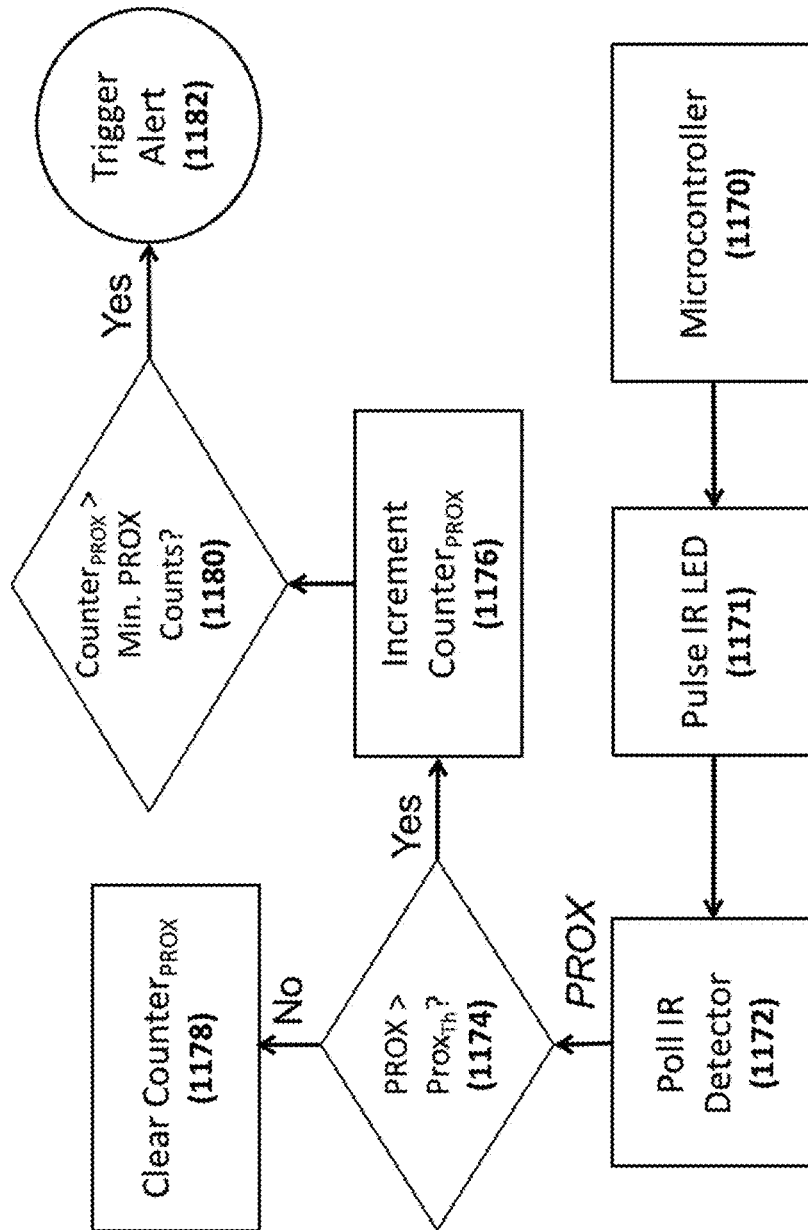 Microcontroller
(1170)
Pulse IR LED
(1171)
Poll IR
Detector
(1172)
PROX
PROX >
Prox_Th?
(1174)
No
Clear Counter_PROX
(1178)
Yes
Increment
Counter_PROX
(1176)
Counter_PROX >
Min. PROX
Counts?
(1180)
Yes
Trigger
Alert
(1182)